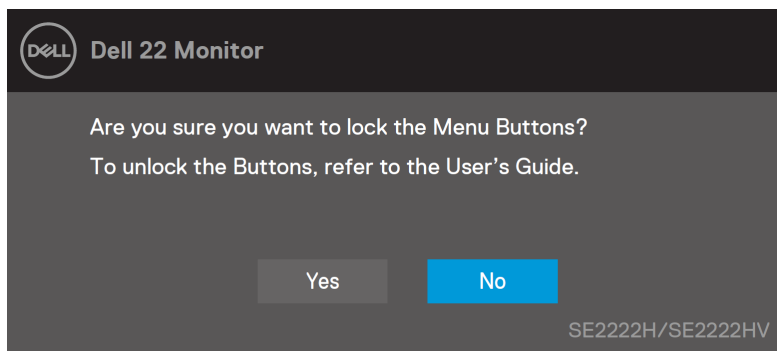 DELL Dell 22 Monitor
Are you sure you want to lock the Menu Buttons?
To unlock the Buttons, refer to the User’s Guide.
Yes No
SE2222H/SE2222HV